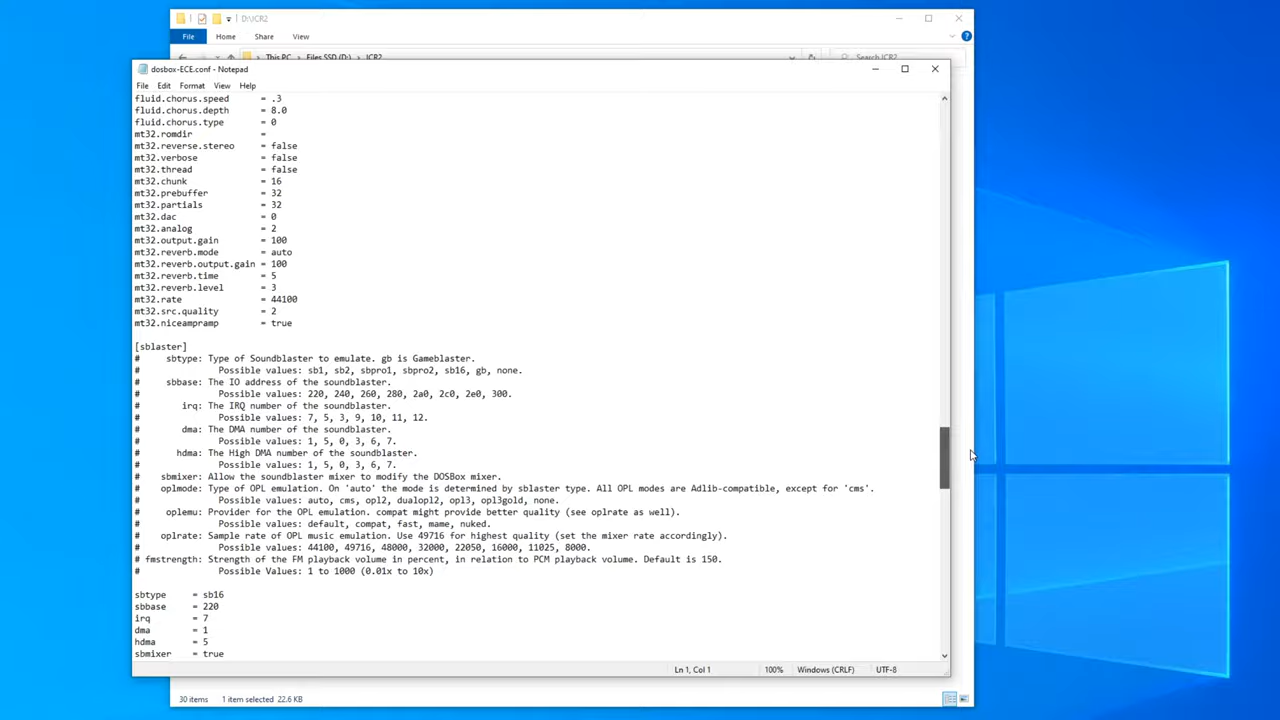 D:\ICR2
File Home Share View
This PC Files SSD (D:) ICR2 Search ICR2
dosbox-ECE.conf - Notepad
File Edit Format View Help
fluid.chorus.speed = .3
fluid.chorus.depth = 8.0
fluid.chorus.type = 0
mt32.romdir =
mt32.reverse.stereo = false
mt32.verbose = false
mt32.thread = false
mt32.chunk = 16
mt32.prebuffer = 32
mt32.partials = 32
mt32.dac = 0
mt32.analog = 2
mt32.output.gain = 100
mt32.reverb.mode = auto
mt32.reverb.output.gain = 100
mt32.reverb.time = 5
mt32.reverb.level = 3
mt32.rate = 44100
mt32.src.quality = 2
mt32.niceampramp = true
[sblaster]
# sbtype: Type of Soundblaster to emulate. gb is Gameblaster.
# Possible values: sb1, sb2, sbpro1, sbpro2, sb16, gb, none.
# sbbase: The IO address of the soundblaster.
# Possible values: 220, 240, 260, 280, 2a0, 2c0, 2e0, 300.
# irq: The IRQ number of the soundblaster.
# Possible values: 7, 5, 3, 9, 10, 11, 12.
# dma: The DMA number of the soundblaster.
# Possible values: 1, 5, 0, 3, 6, 7.
# hdma: The High DMA number of the soundblaster.
# Possible values: 1, 5, 0, 3, 6, 7.
# sbmixer: Allow the soundblaster mixer to modify the DOSBox mixer.
# oplmode: Type of OPL emulation. On 'auto' the mode is determined by sblaster type. All OPL modes are Adlib-compatible, except for 'cms'.
# Possible values: auto, cms, opl2, dualopl2, opl3, opl3gold, none.
# oplemu: Provider for the OPL emulation. compat might provide better quality (see oplrate as well).
# Possible values: default, compat, fast, mame, nuked.
# oplrate: Sample rate of OPL music emulation. Use 49716 for highest quality (set the mixer rate accordingly).
# Possible values: 44100, 49716, 48000, 32000, 22050, 16000, 11025, 8000.
# fmstrength: Strength of the FM playback volume in percent, in relation to PCM playback volume. Default is 150.
# Possible Values: 1 to 1000 (0.01x to 10x)
sbtype = sb16
sbbase = 220
irq = 7
dma = 1
hdma = 5
sbmixer = true
Ln 1, Col 1 100% Windows (CRLF) UTF-8
30 items 1 item selected 22.6 KB